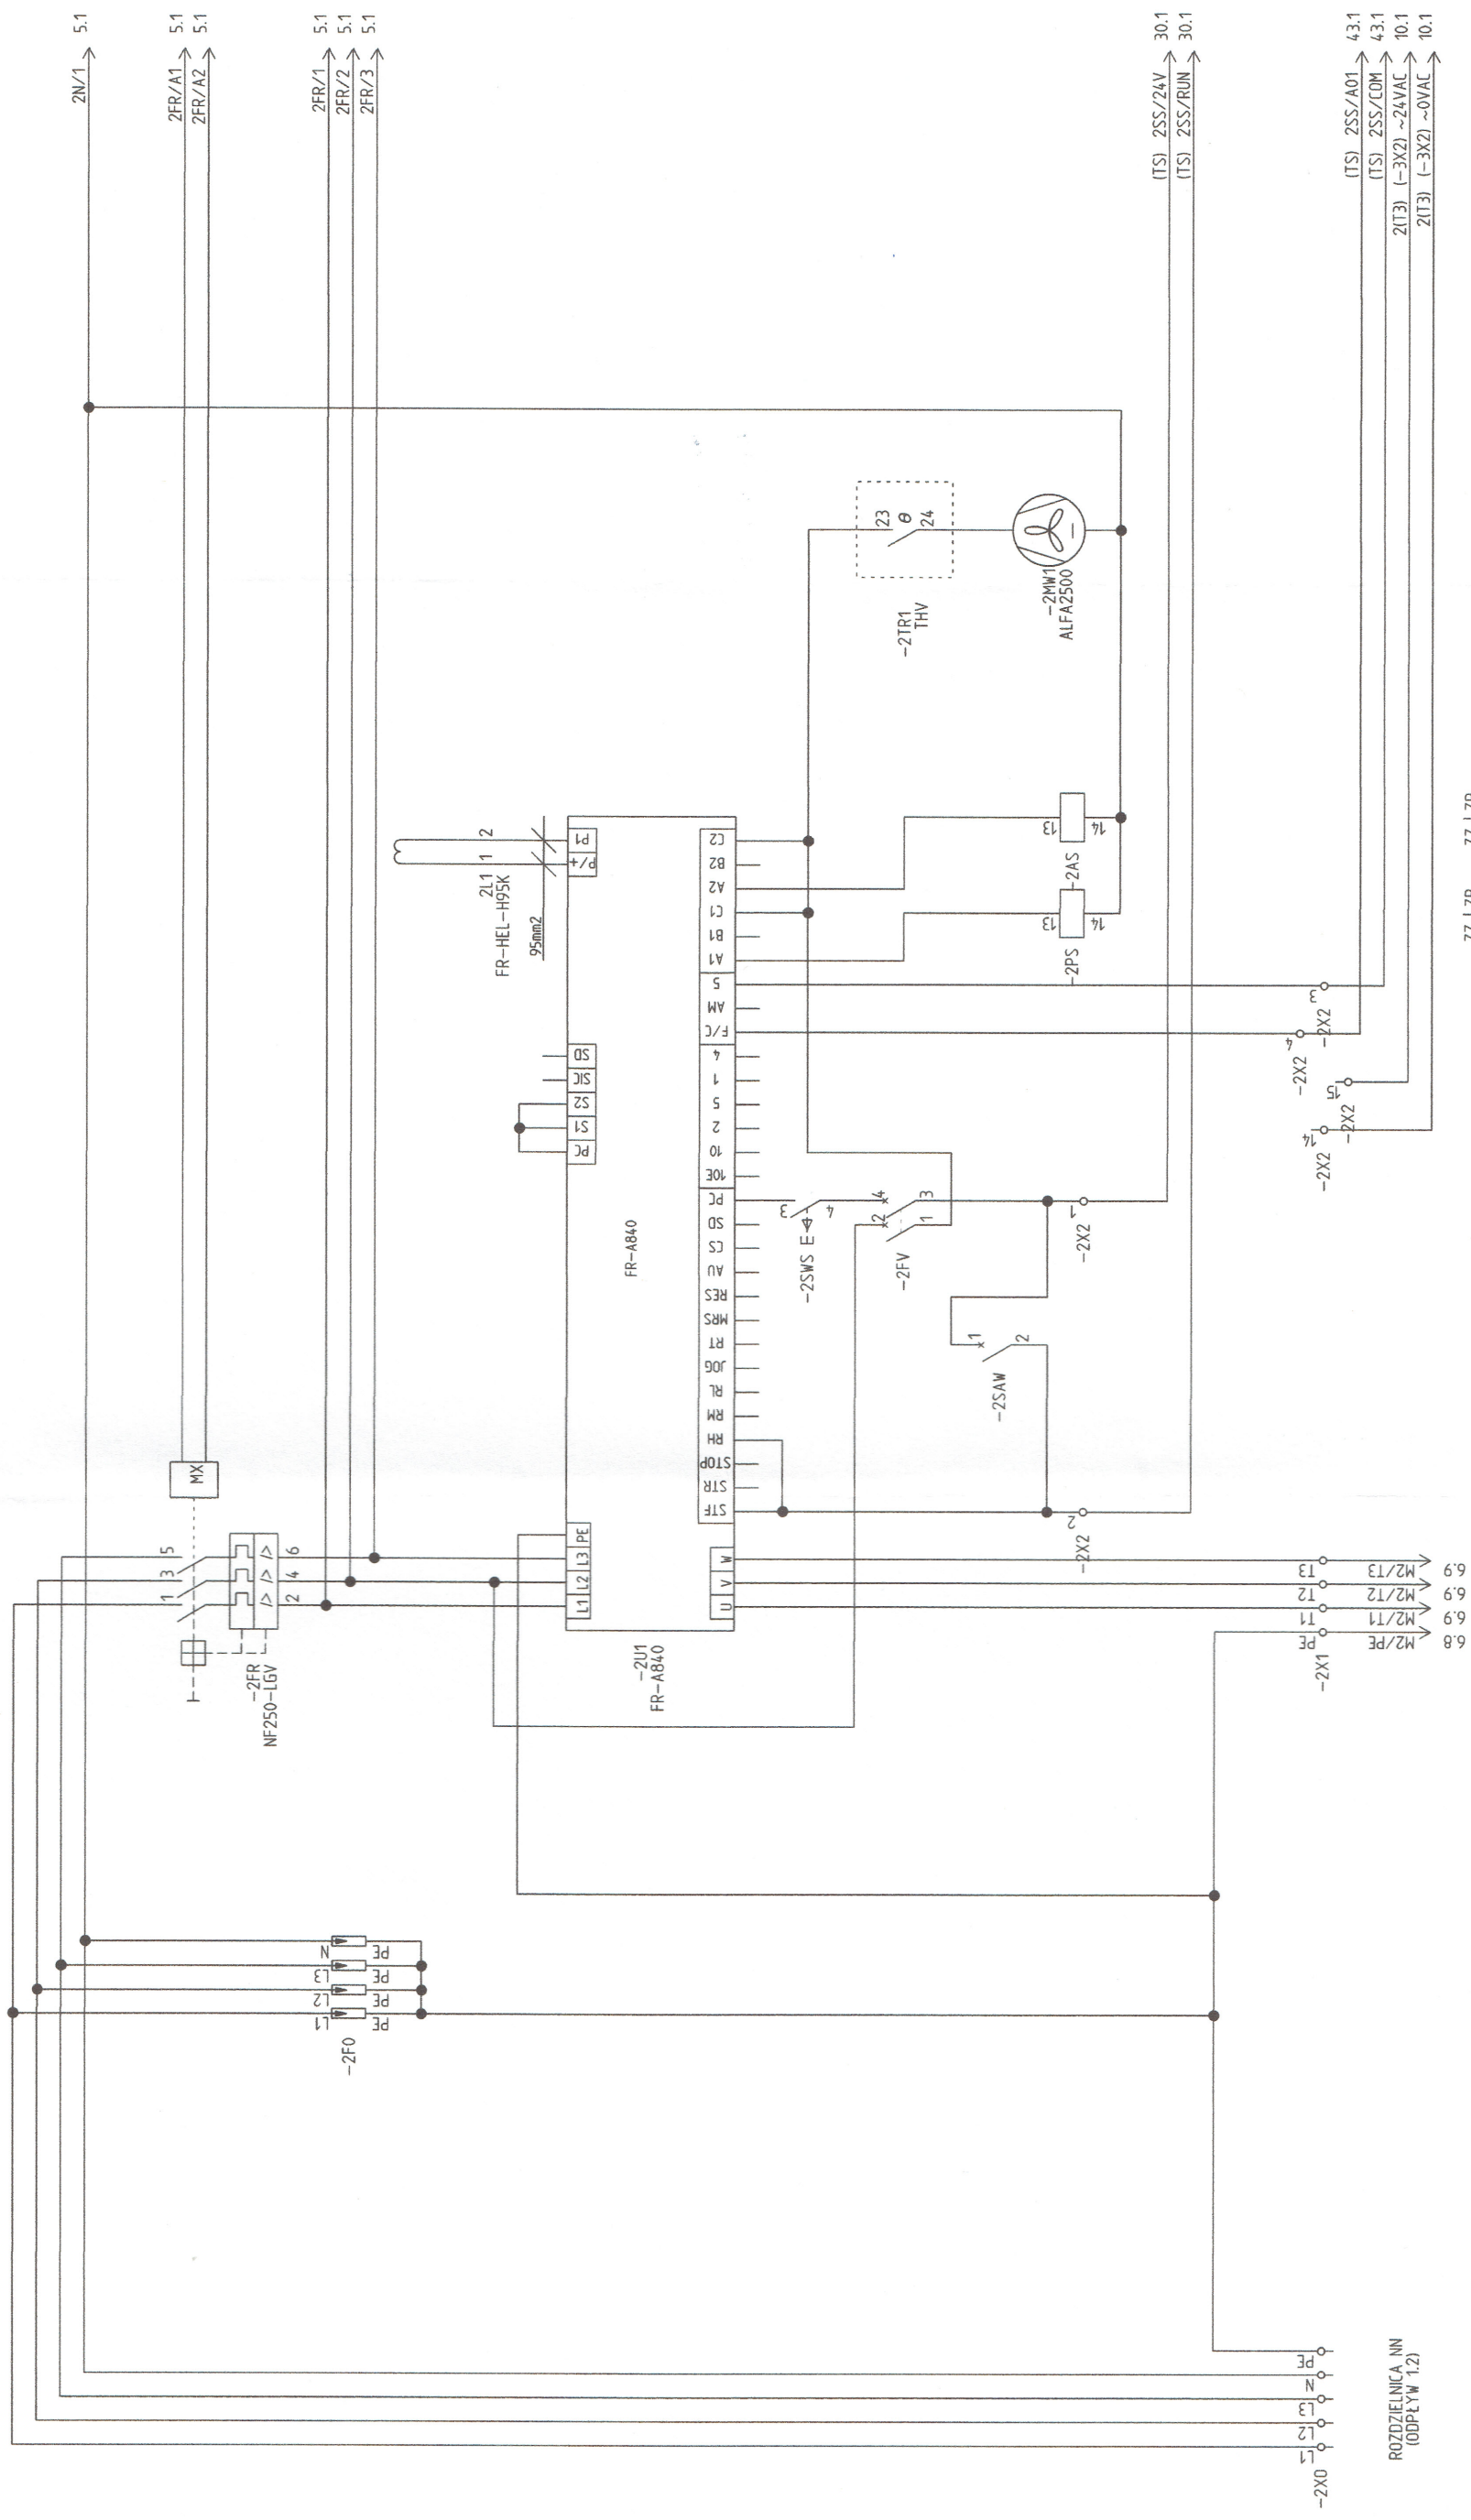 2N/1 5.1
2FR/A1 5.1
2FR/A2 5.1
2FR/1 5.1
2FR/2 5.1
2FR/3 5.1
MX
1 3 5
2 4 6
-2FR
NF250-LGV
L1 L2 L3 N
PE PE PE PE
-2F0
2L1
FR-HEL-H95K
1 2
95mm2
L1 L2 L3 PE
PC S1 S2 SIC SD
P/+ P1
FR-A840
-2U1
FR-A840
U V W
STF STR STOP RH RM RL JOG RT MRS RES AU CS SD PC 10E 10 2 5 1 4 F/C AM 5 A1 B1 C1 A2 B2 C2
-2SWS E
3 4
-2FV
2 4
1 3
-2SAW
1 2
-2TR1
THV
23 θ 24
-2MW1
ALFA2500
-2PS
13 14
-2AS
13 14
-2X2 1
-2X2 2
(TS) 2SS/24V 30.1
(TS) 2SS/RUN 30.1
-2X2 4
-2X2 3
-2X2 14
-2X2 15
(TS) 2SS/AO1 43.1
(TS) 2SS/COM 43.1
2(T3) (-3X2) ~24VAC 10.1
2(T3) (-3X2) ~0VAC 10.1
-2X0
L1 L2 L3 N PE
ROZDZIELNICA NN
(ODPŁYW 1.2)
-2X1
PE T1 T2 T3
M2/PE M2/T1 M2/T2 M2/T3
6.8 6.9 6.9 6.9